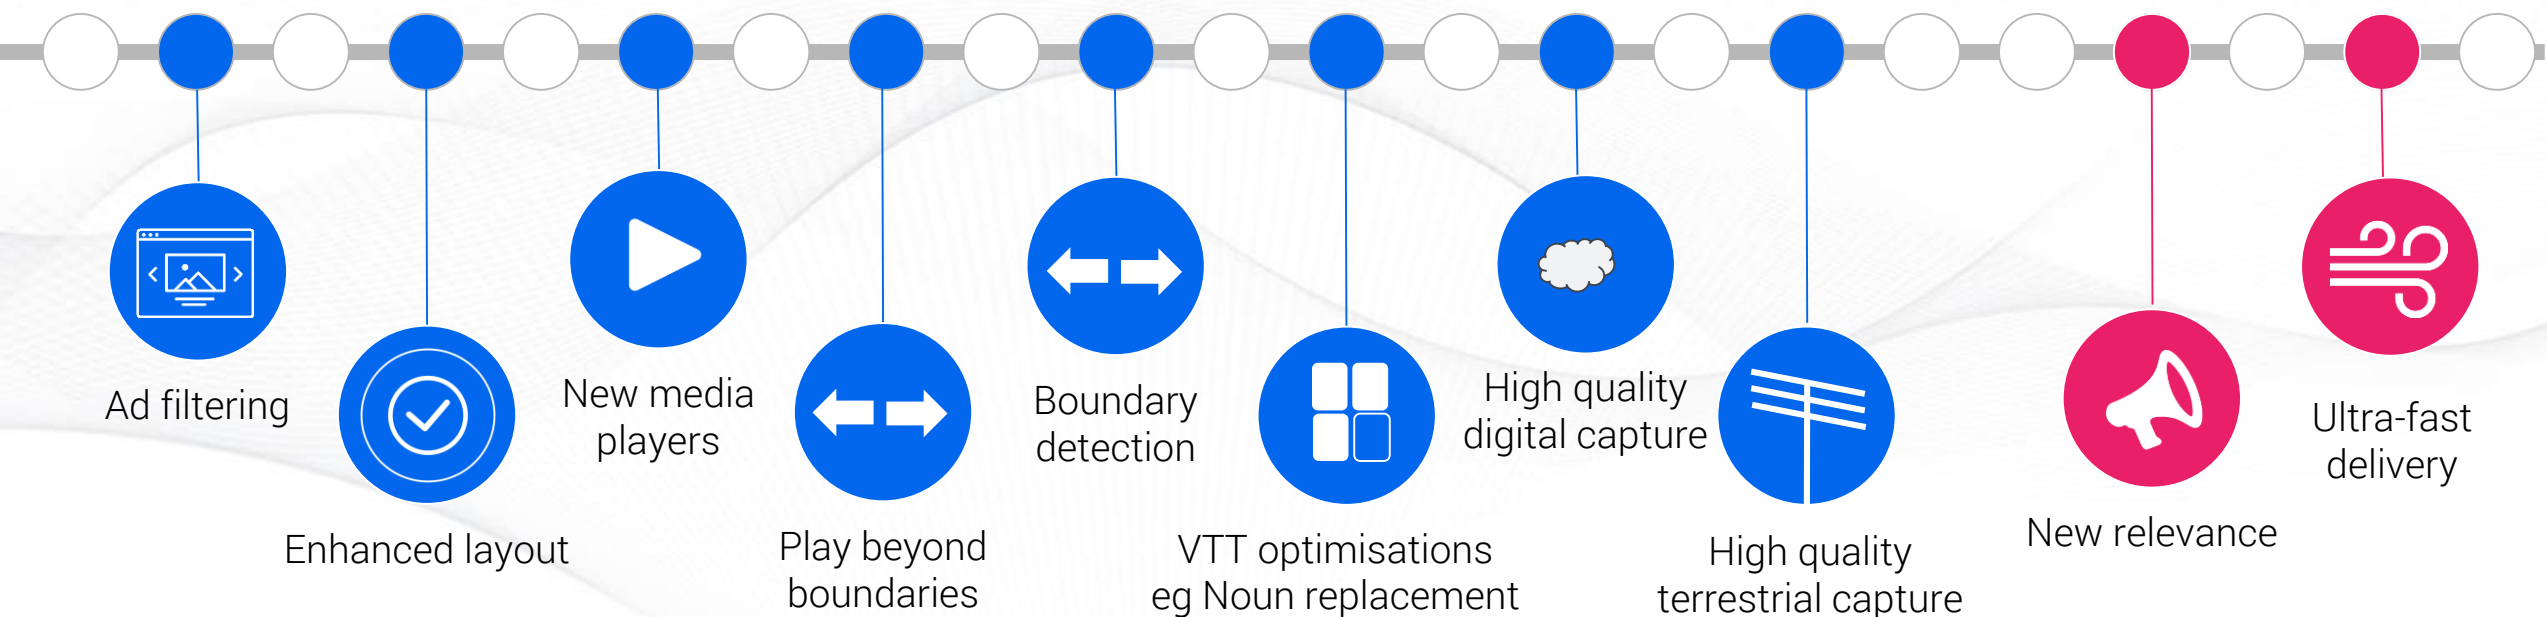 Ad filtering
Enhanced layout
New media
players
Play beyond
boundaries
Boundary
detection
VTT optimisations
eg Noun replacement
High quality
digital capture
High quality
terrestrial capture
New relevance
Ultra-fast
delivery